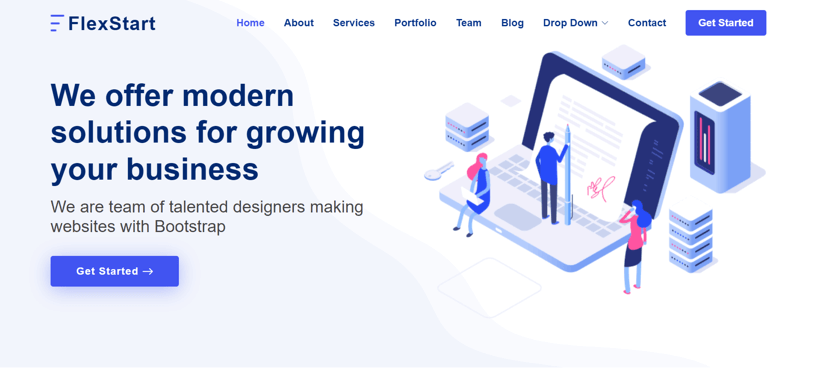 FlexStart
Home About Services Portfolio Team Blog Drop Down Contact Get Started
We offer modern
solutions for growing
your business
We are team of talented designers making
websites with Bootstrap
Get Started →